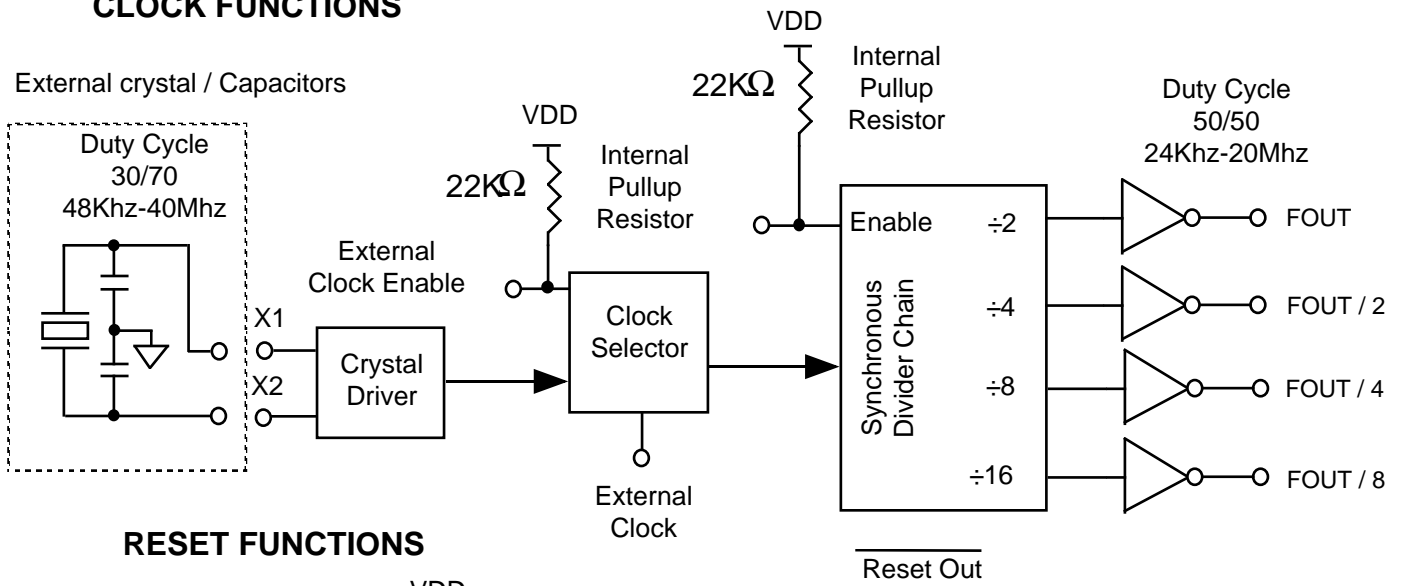 CLOCK FUNCTIONS
External crystal / Capacitors
Duty Cycle
30/70
48Khz-40Mhz
X1
X2
Crystal
Driver
External
Clock Enable
VDD
22KΩ
Internal
Pullup
Resistor
Clock
Selector
External
Clock
VDD
22KΩ
Internal
Pullup
Resistor
Enable
Synchronous
Divider Chain
÷2
÷4
÷8
÷16
Duty Cycle
50/50
24Khz-20Mhz
FOUT
FOUT / 2
FOUT / 4
FOUT / 8
RESET FUNCTIONS
VDD
Reset Out